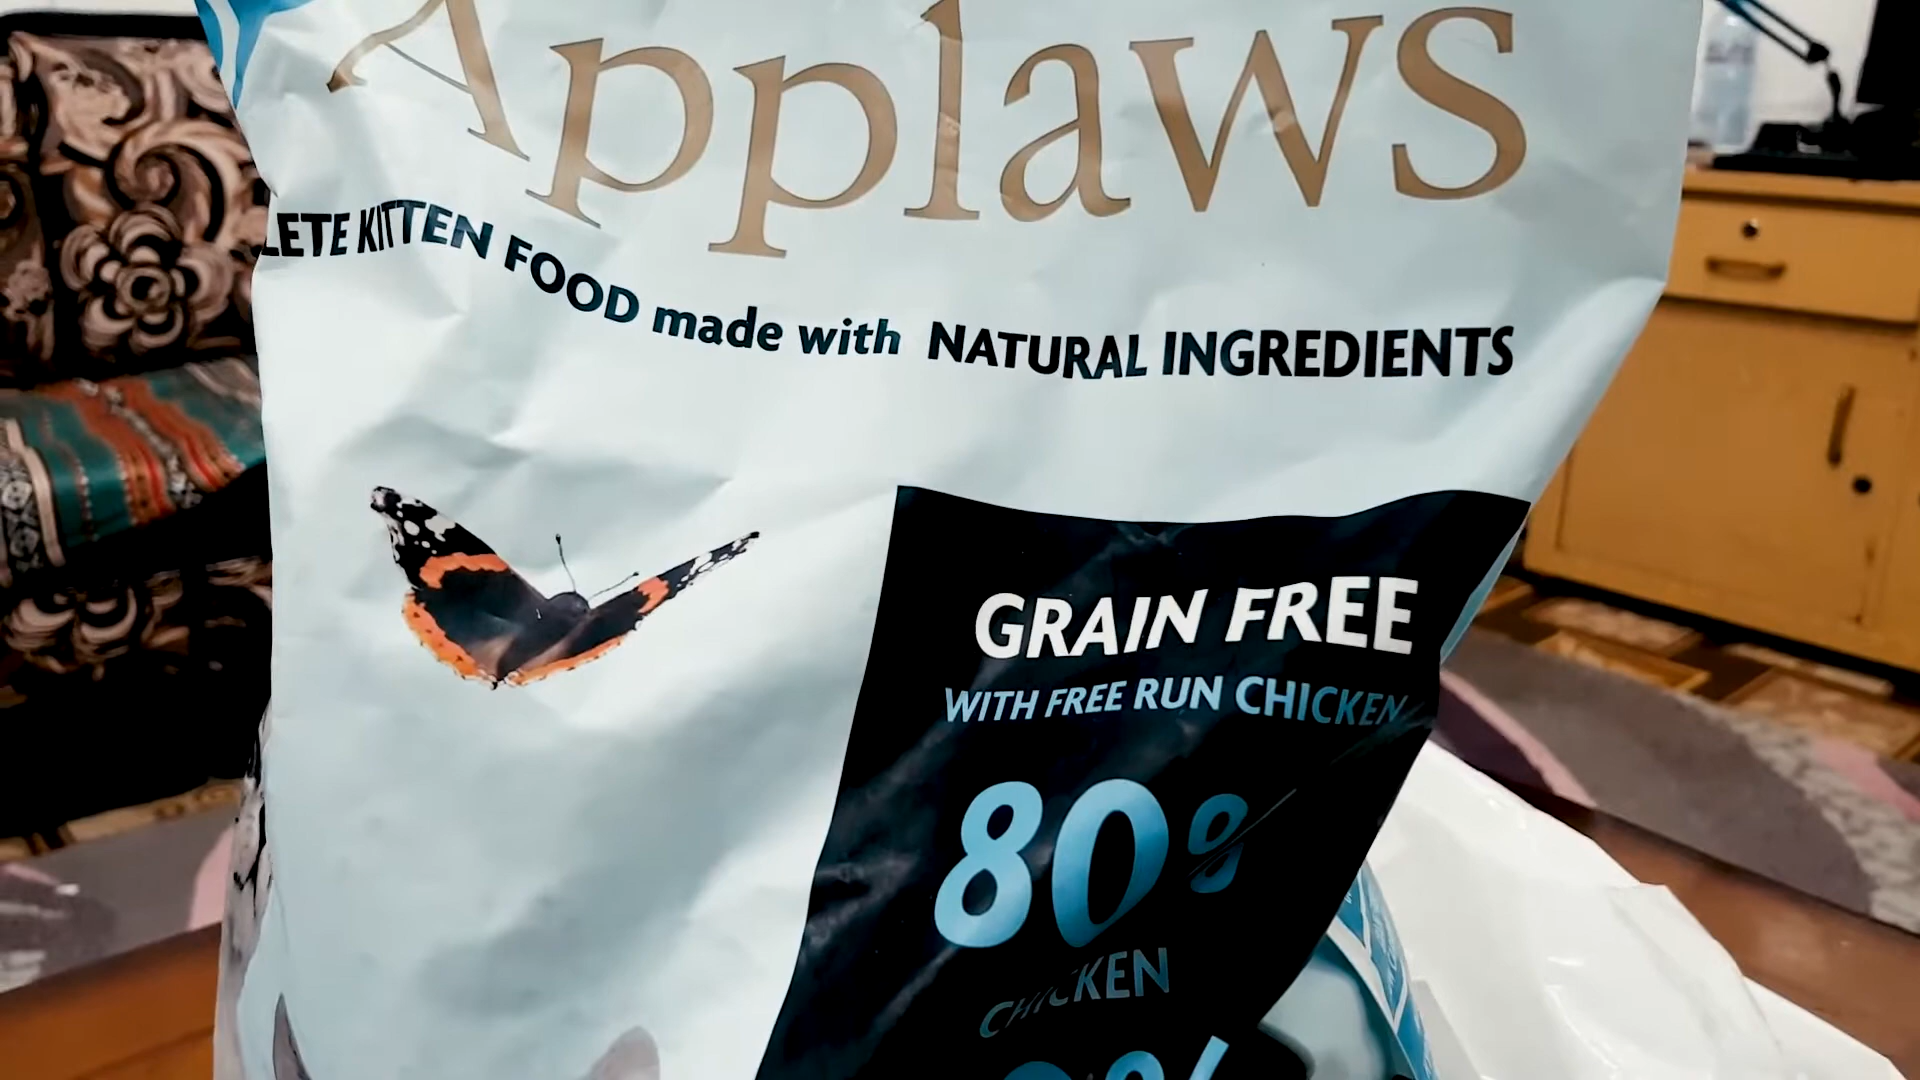 Applaws
LETE KITTEN FOOD made with NATURAL INGREDIENTS
GRAIN FREE
WITH FREE RUN CHICKEN
80%
CHICKEN